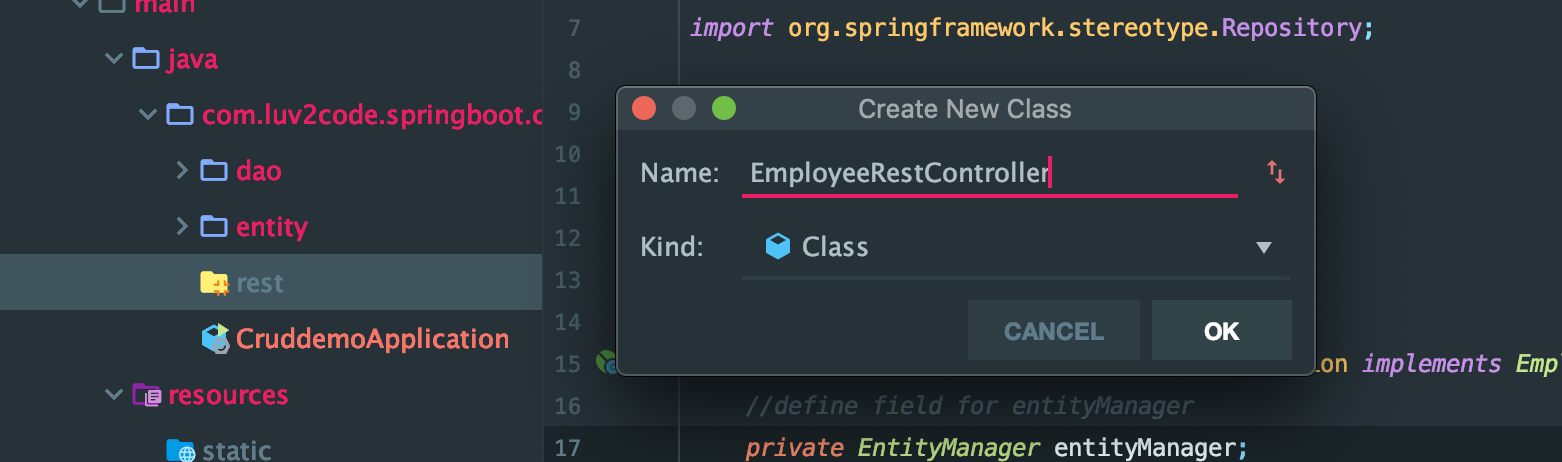 main
java
com.luv2code.springboot.c
dao
entity
rest
CruddemoApplication
resources
static
7 import org.springframework.stereotype.Repository;
8
9
10
11
12
13
14
15 ion implements Empl
16 //define field for entityManager
17 private EntityManager entityManager;
Create New Class
Name: EmployeeRestController
Kind: Class
CANCEL OK